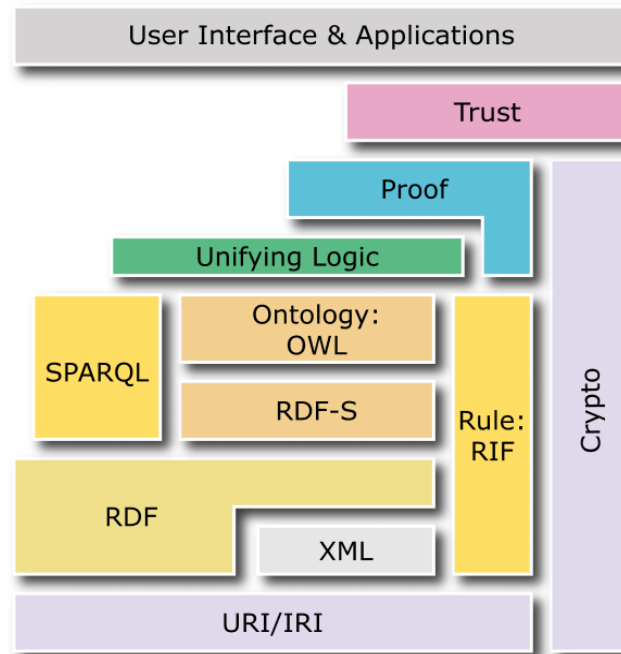 User Interface & Applications
Trust
Proof
Unifying Logic
Ontology:
OWL
SPARQL
RDF-S
Rule:
RIF
Crypto
RDF
XML
URI/IRI